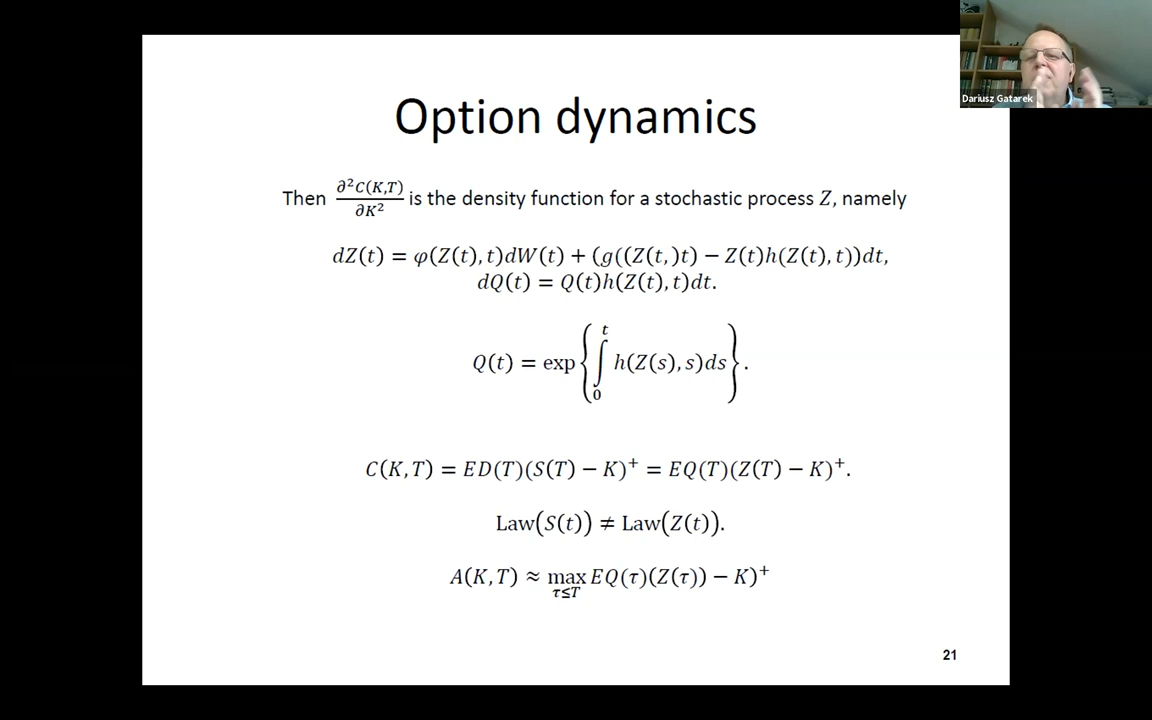 Dariusz Gatarek
Option dynamics
Then ∂²C(K,T)/∂K² is the density function for a stochastic process Z, namely
dZ(t) = φ(Z(t), t)dW(t) + (g((Z(t,)t) − Z(t)h(Z(t), t))dt,
dQ(t) = Q(t)h(Z(t), t)dt.
Q(t) = exp{∫₀ᵗ h(Z(s), s)ds}.
C(K, T) = ED(T)(S(T) − K)⁺ = EQ(T)(Z(T) − K)⁺.
Law(S(t)) ≠ Law(Z(t)).
A(K, T) ≈ max EQ(τ)(Z(τ)) − K)⁺
τ≤T
21